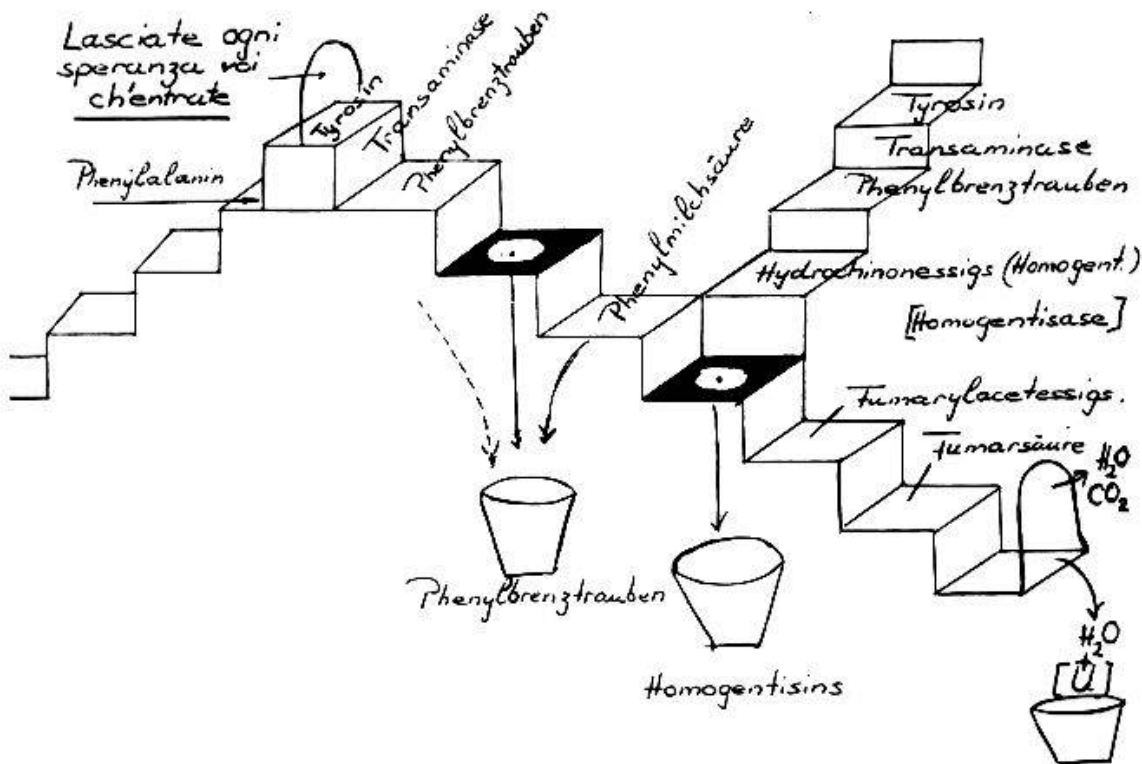 Lasciate ogni
speranza voi
ch'entrate
Phenylalanin
Tyrosin
Transaminase
Phenylbrenztrauben
Phenylmilchsäure
Tyrosin
Transaminase
Phenylbrenztrauben
Hydrochinonessigs (Homogent.)
[Homogentisase]
Fumarylacetessigs.
Fumarsäure
H₂O
CO₂
Phenylbrenztrauben
Homogentisins
H₂O
+
[Ü]